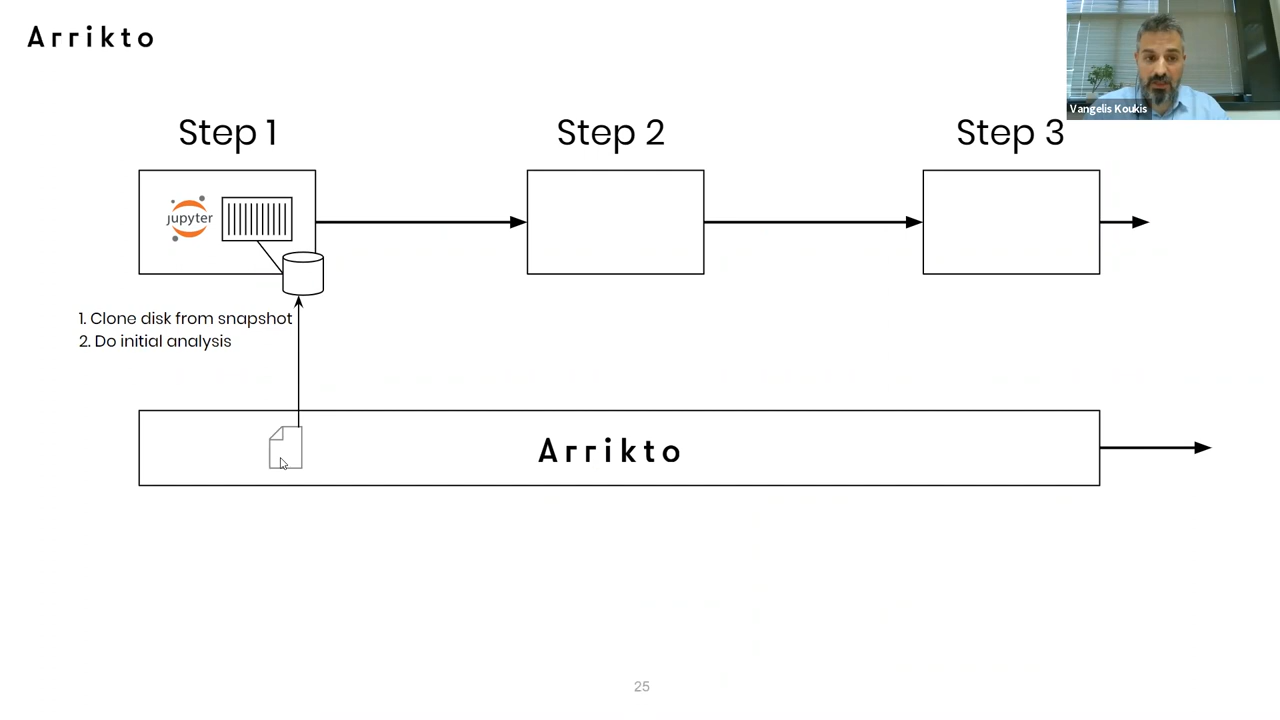 Arrikto
Vangelis Koukis
Step 1
Step 2
Step 3
jupyter
1. Clone disk from snapshot
2. Do initial analysis
Arrikto
25